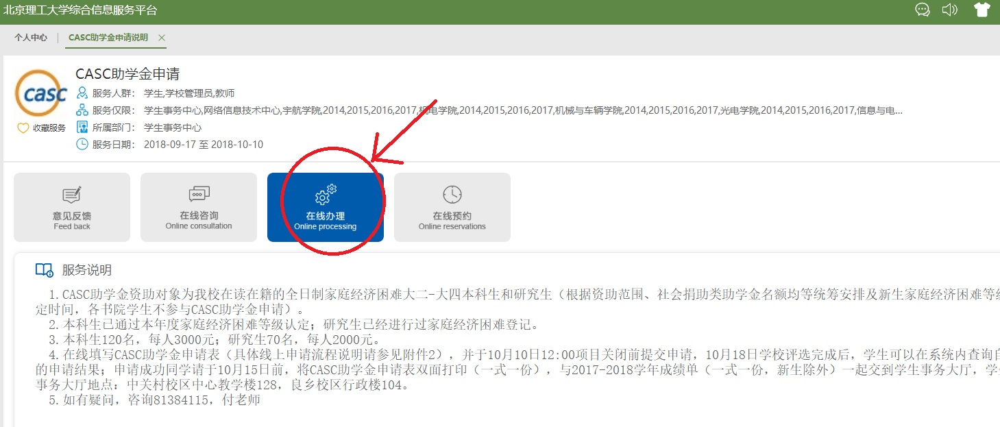 北京理工大学综合信息服务平台
个人中心 CASC助学金申请说明
CASC助学金申请
casc
服务人群： 学生,学校管理员,教师
服务仅限： 学生事务中心,网络信息技术中心,宇航学院,2014,2015,2016,2017,机电学院,2014,2015,2016,2017,机械与车辆学院,2014,2015,2016,2017,光电学院,2014,2015,2016,2017,信息与电...
收藏服务
所属部门： 学生事务中心
服务日期： 2018-09-17 至 2018-10-10
意见反馈
Feed back
在线咨询
Online consultation
在线办理
Online processing
在线预约
Online reservations
服务说明
1.CASC助学金资助对象为我校在读在籍的全日制家庭经济困难大二-大四本科生和研究生（根据资助范围、社会捐助类助学金名额均等统筹安排及新生家庭经济困难等
定时间，各书院学生不参与CASC助学金申请）。
2.本科生已通过本年度家庭经济困难等级认定；研究生已经进行过家庭经济困难登记。
3.本科生120名，每人3000元；研究生70名，每人2000元。
4.在线填写CASC助学金申请表（具体线上申请流程说明请参见附件2），并于10月10日12:00项目关闭前提交申请，10月18日学校评选完成后，学生可以在系统内查询
的申请结果；申请成功同学请于10月15日前，将CASC助学金申请表双面打印（一式一份），与2017-2018学年成绩单（一式一份，新生除外）一起交到学生事务大厅，
事务大厅地点：中关村校区中心教学楼128，良乡校区行政楼104。
5.如有疑问，咨询81384115，付老师